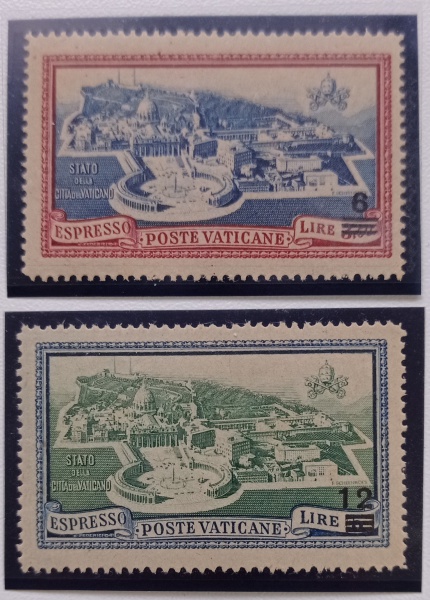 STATO
DELLA
CITTÀ DEL VATICANO
6
ESPRESSO POSTE VATICANE LIRE
STATO
DELLA
CITTÀ DEL VATICANO
12
ESPRESSO POSTE VATICANE LIRE